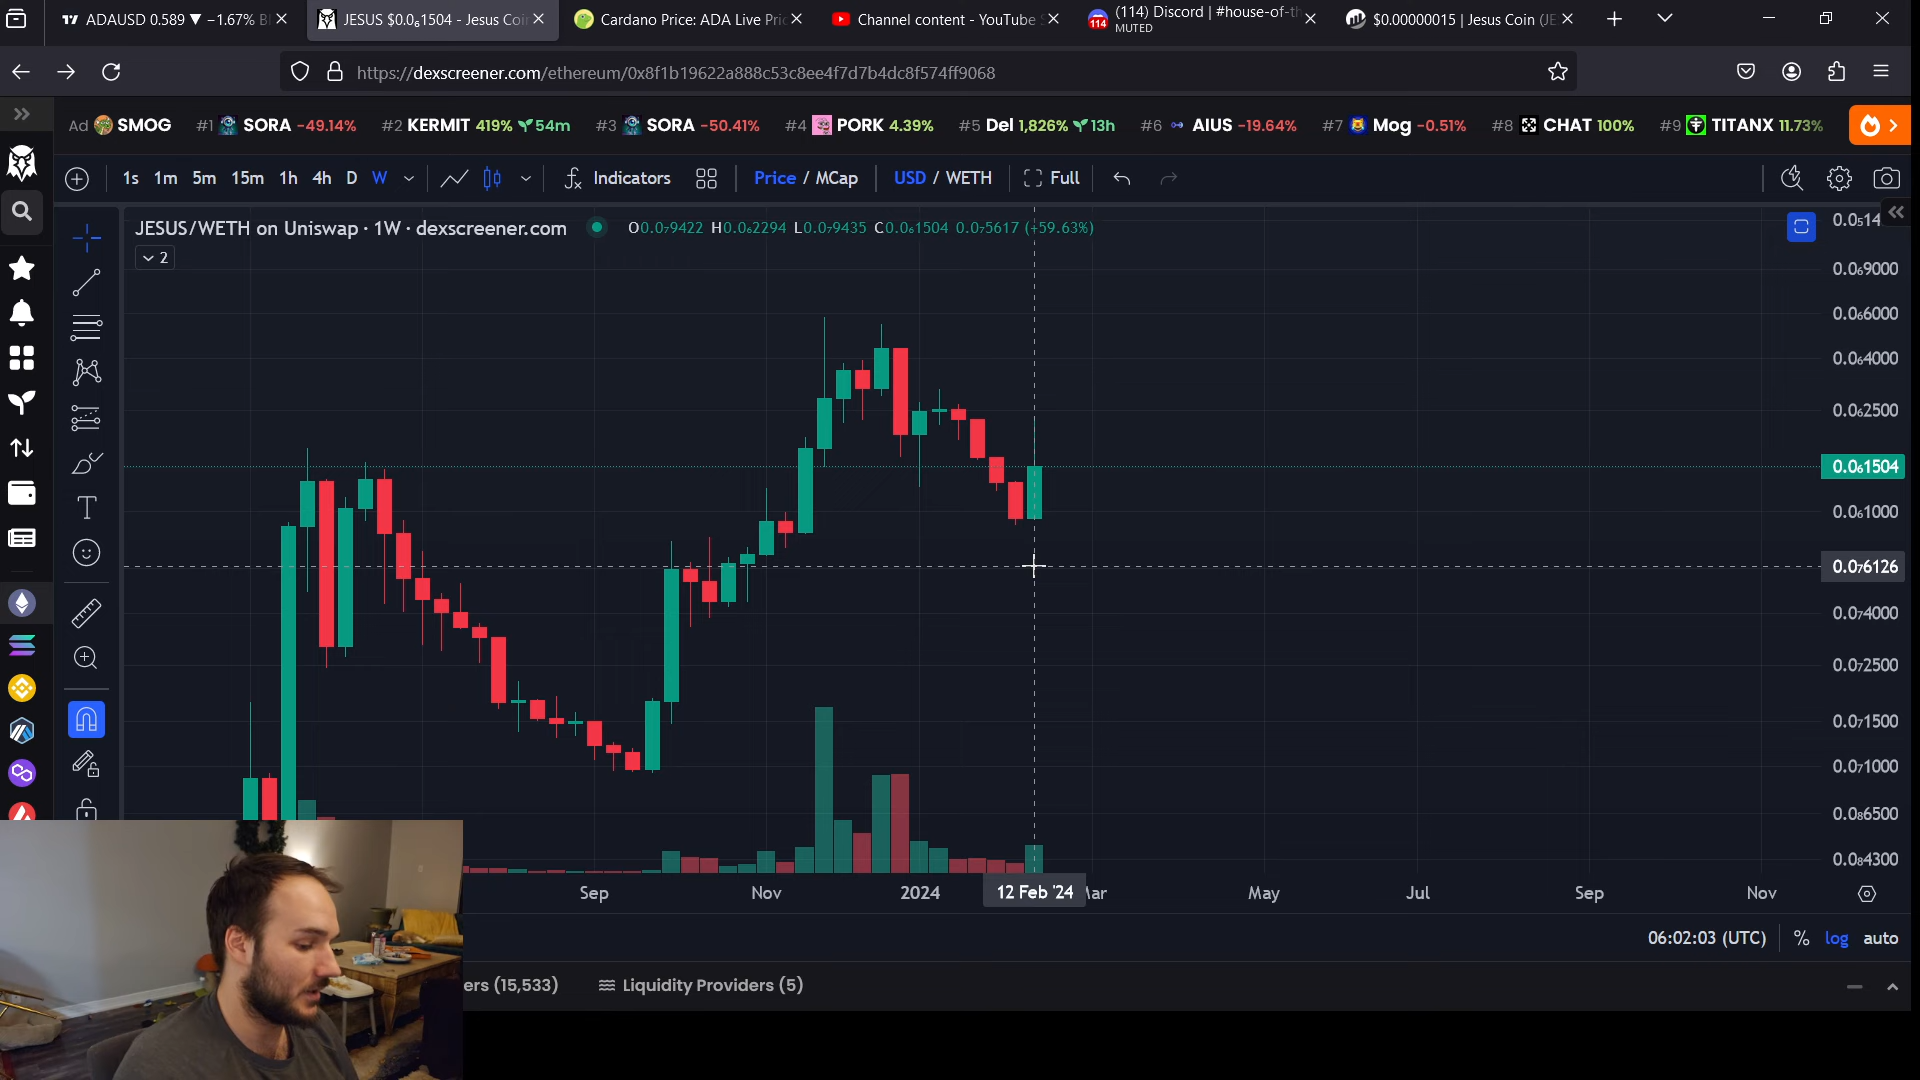 ADAUSD 0.589 ▼ −1.67%
JESUS $0.0₆1504 - Jesus Coin
Cardano Price: ADA Live Pri
Channel content - YouTube S
(114) Discord | #house-of-th
MUTED
$0.00000015 | Jesus Coin (JE
https://dexscreener.com/ethereum/0x8f1b19622a888c53c8ee4f7d7b4dc8f574ff9068
Ad SMOG #1 SORA -49.14% #2 KERMIT 419% 54m #3 SORA -50.41% #4 PORK 4.39% #5 Del 1,826% 13h #6 AIUS -19.64% #7 Mog -0.51% #8 CHAT 100% #9 TITANX 11.73%
1s 1m 5m 15m 1h 4h D W Indicators Price / MCap USD / WETH Full
JESUS/WETH on Uniswap · 1W · dexscreener.com O0.0₇9422 H0.0₆2294 L0.0₇9435 C0.0₆1504 0.0₇5617 (+59.63%)
2
0.0₅14
0.0₆9000
0.0₆6000
0.0₆4000
0.0₆2500
0.0₆1504
0.0₆1000
0.0₇6126
0.0₇4000
0.0₇2500
0.0₇1500
0.0₇1000
0.0₈6500
0.0₈4300
Sep Nov 2024 12 Feb '24 Mar May Jul Sep Nov
06:02:03 (UTC) % log auto
ers (15,533) Liquidity Providers (5)